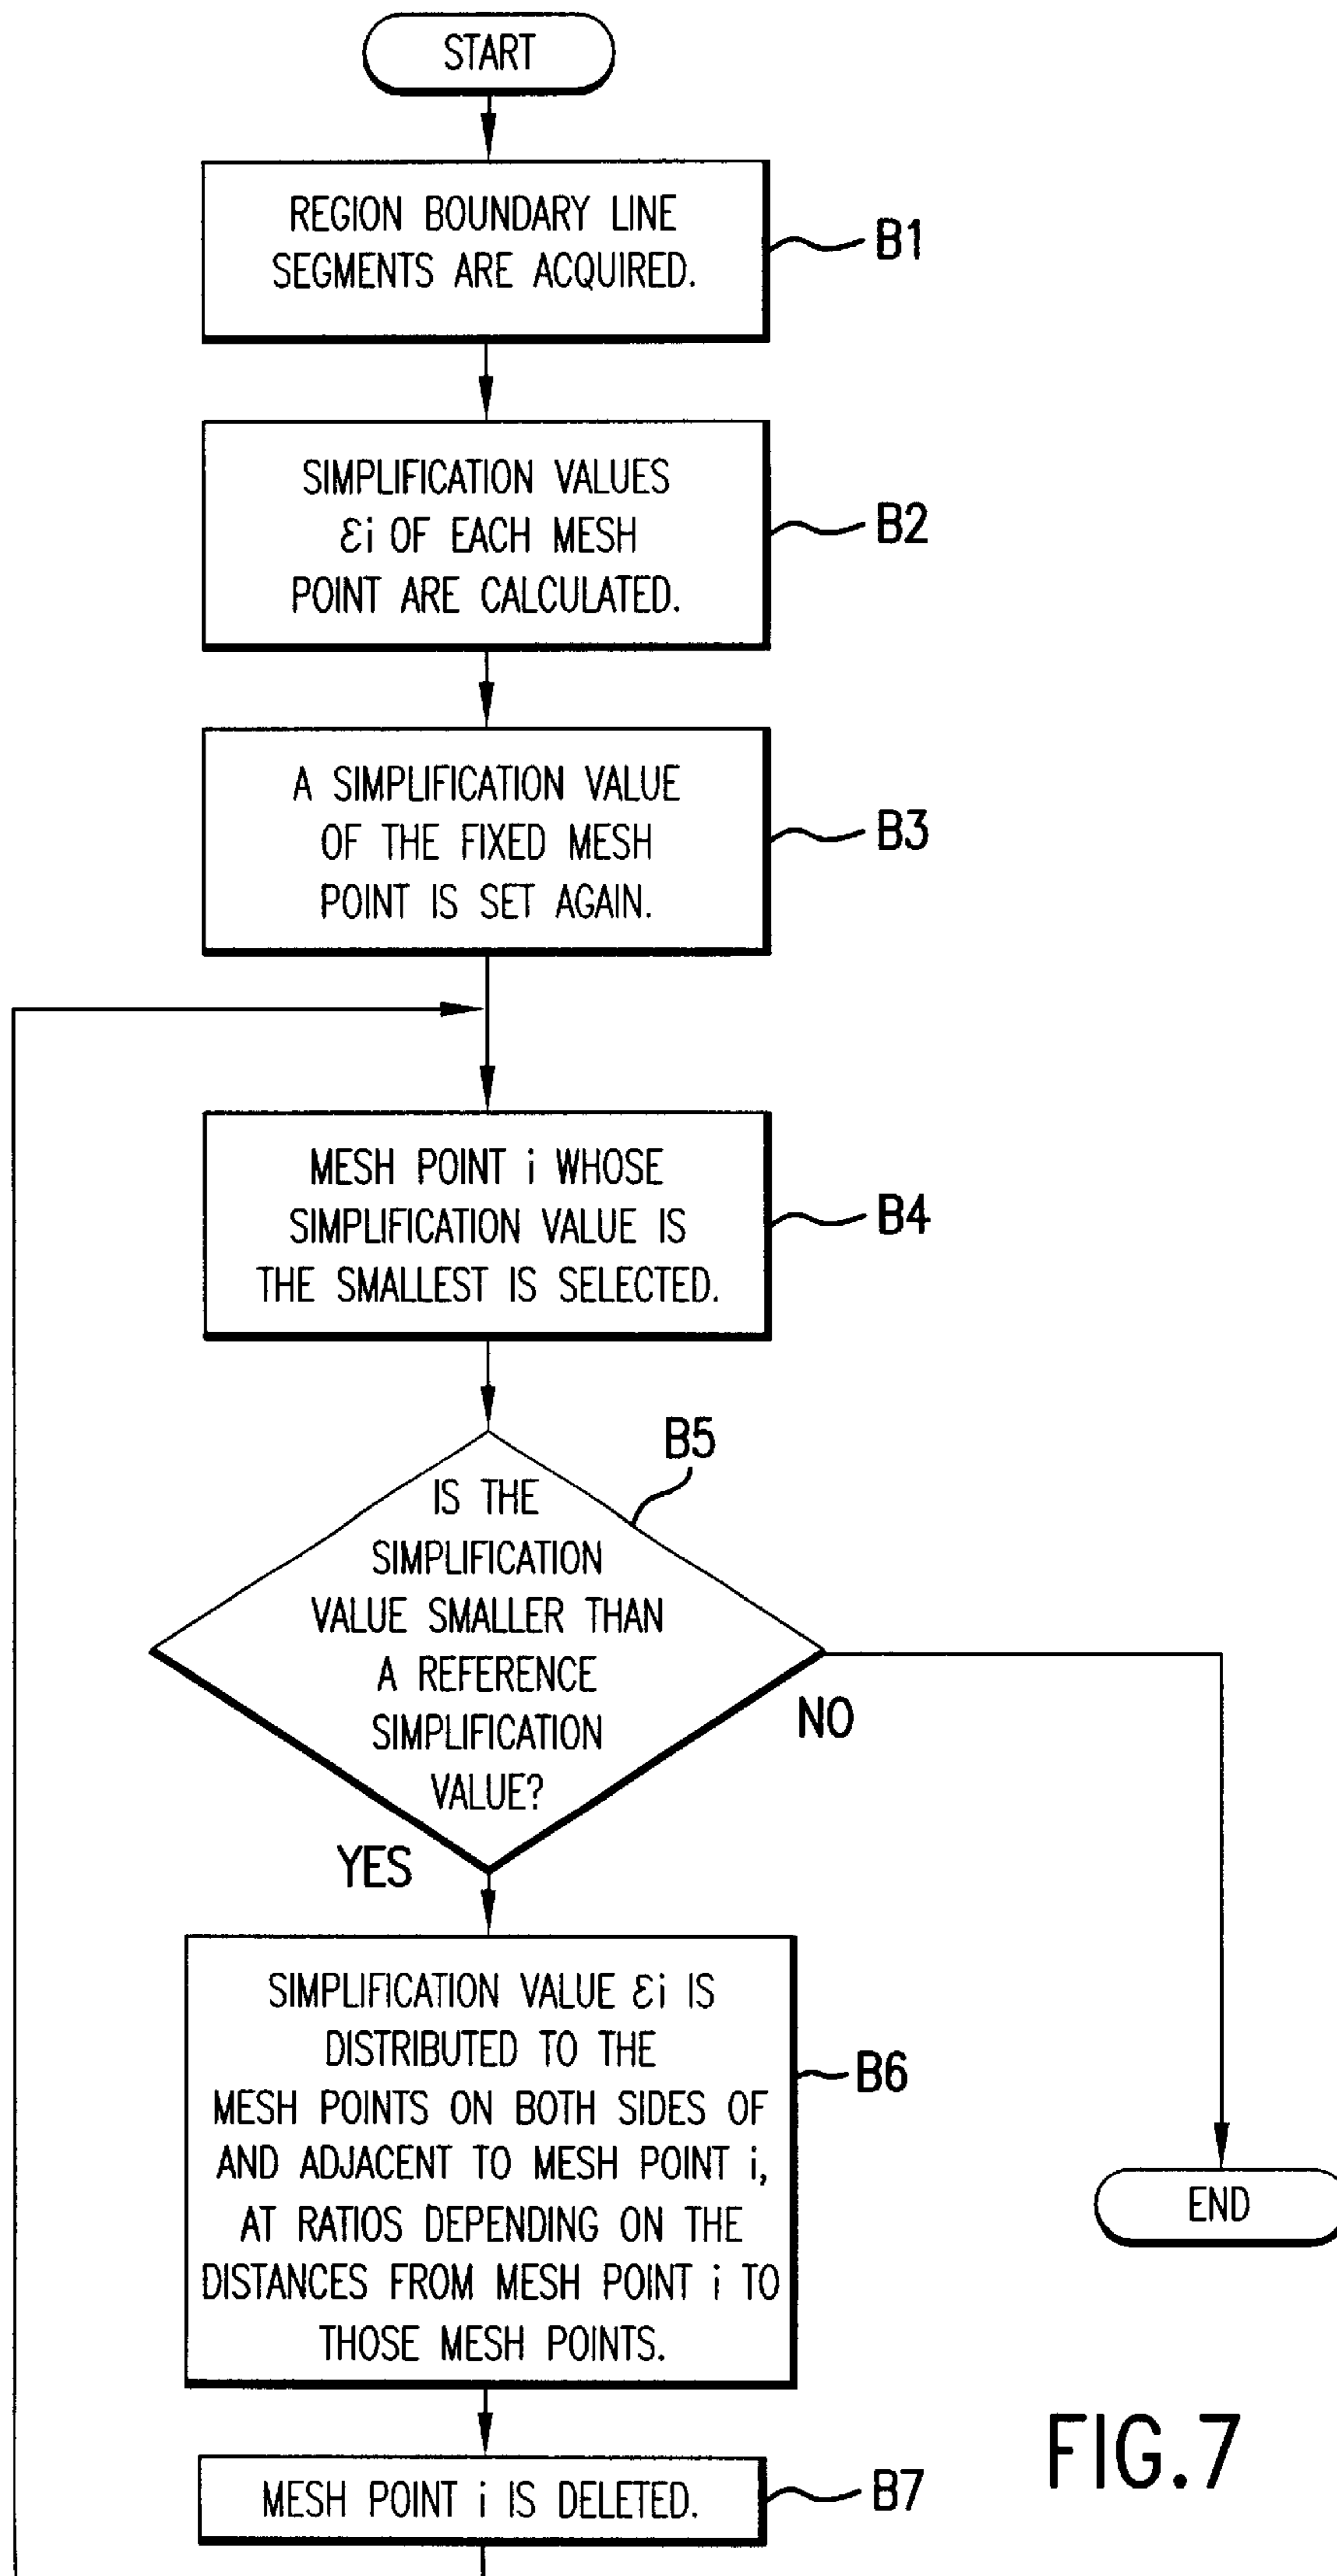 START
REGION BOUNDARY LINE
SEGMENTS ARE ACQUIRED.
B1
SIMPLIFICATION VALUES
εi OF EACH MESH
POINT ARE CALCULATED.
B2
A SIMPLIFICATION VALUE
OF THE FIXED MESH
POINT IS SET AGAIN.
B3
MESH POINT i WHOSE
SIMPLIFICATION VALUE IS
THE SMALLEST IS SELECTED.
B4
B5
IS THE
SIMPLIFICATION
VALUE SMALLER THAN
A REFERENCE
SIMPLIFICATION
VALUE?
NO
YES
SIMPLIFICATION VALUE εi IS
DISTRIBUTED TO THE
MESH POINTS ON BOTH SIDES OF
AND ADJACENT TO MESH POINT i,
AT RATIOS DEPENDING ON THE
DISTANCES FROM MESH POINT i TO
THOSE MESH POINTS.
B6
END
MESH POINT i IS DELETED.
B7
FIG.7